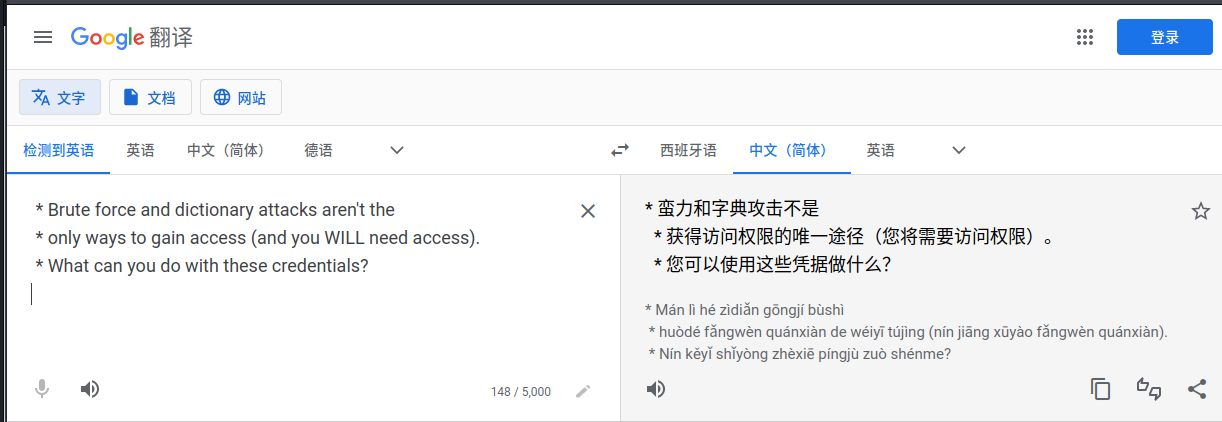 Google 翻译
登录
文字 文档 网站
检测到英语 英语 中文（简体） 德语 西班牙语 中文（简体） 英语
* Brute force and dictionary attacks aren't the
* only ways to gain access (and you WILL need access).
* What can you do with these credentials?
148 / 5,000
* 蛮力和字典攻击不是
* 获得访问权限的唯一途径（您将需要访问权限）。
* 您可以使用这些凭据做什么？
* Mán lì hé zìdiǎn gōngjí bùshì
* huòdé fǎngwèn quánxiàn de wéiyī tújìng (nín jiāng xūyào fǎngwèn quánxiàn).
* Nín kěyǐ shǐyòng zhèxiē píngjù zuò shénme?